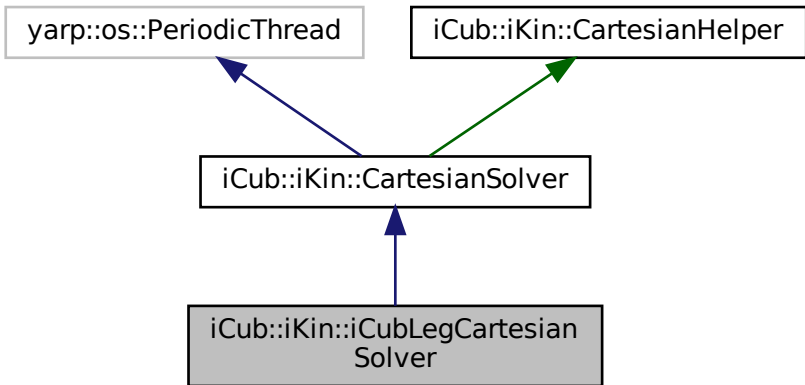 yarp::os::PeriodicThread
iCub::iKin::CartesianHelper
iCub::iKin::CartesianSolver
iCub::iKin::iCubLegCartesian
Solver